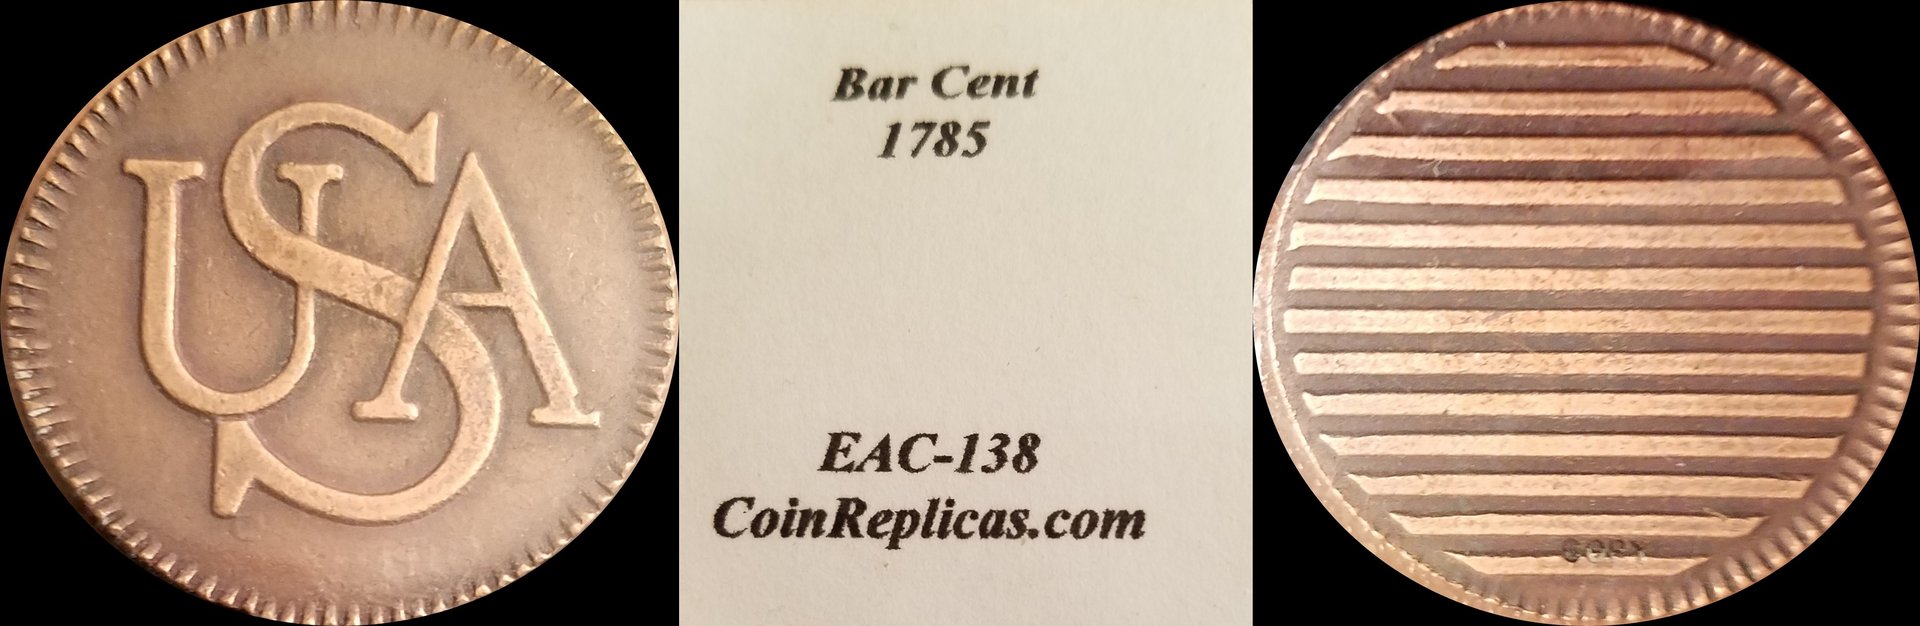 USA
Bar Cent
1785
EAC-138
CoinReplicas.com
COPY